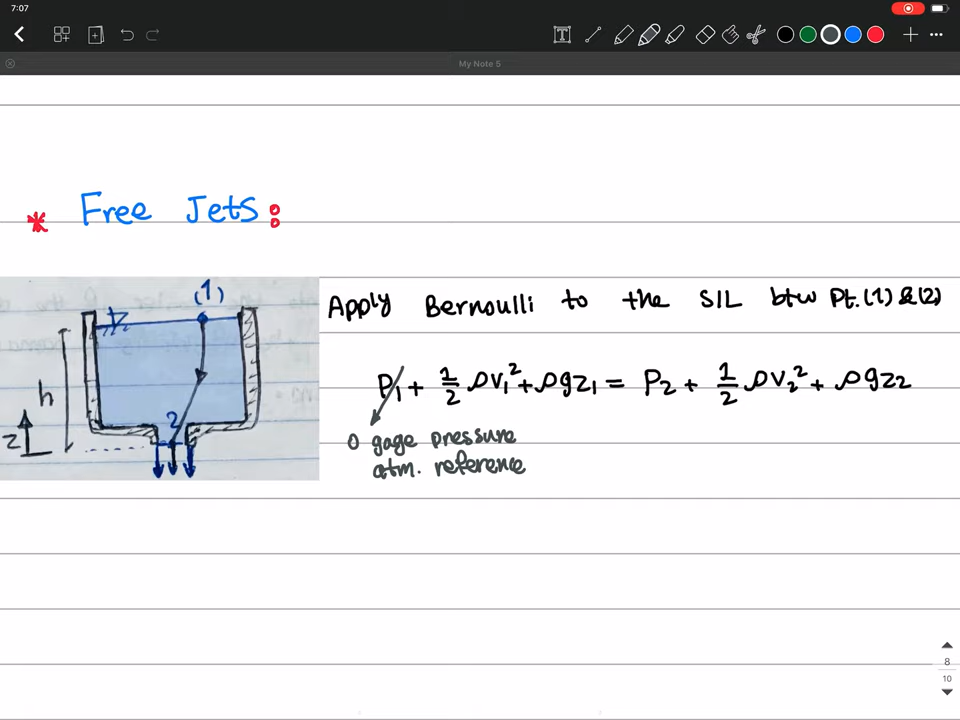 7:07
My Note 5
* Free Jets:
(1)
Apply Bernoulli to the S/L btw Pt.(1) & (2)
P₁ + 1/2 ρv₁² + ρgz₁ = P₂ + 1/2 ρv₂² + ρgz₂
h
2
z
0 gage pressure
atm. reference
8
10